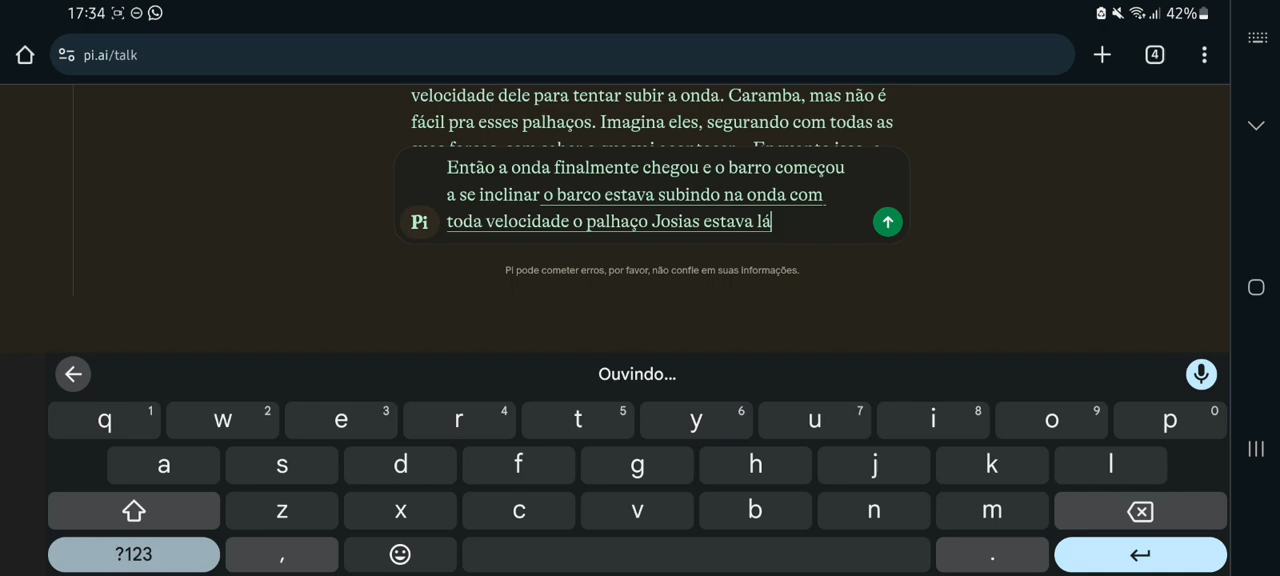 17:34 42%
pi.ai/talk 4
velocidade dele para tentar subir a onda. Caramba, mas não é
fácil pra esses palhaços. Imagina eles, segurando com todas as
Então a onda finalmente chegou e o barro começou
a se inclinar o barco estava subindo na onda com
Pi toda velocidade o palhaço Josias estava lá
Pi pode cometer erros, por favor, não confie em suas informações.
Ouvindo...
q 1 w 2 e 3 r 4 t 5 y 6 u 7 i 8 o 9 p 0
a s d f g h j k l
z x c v b n m
?123 , .